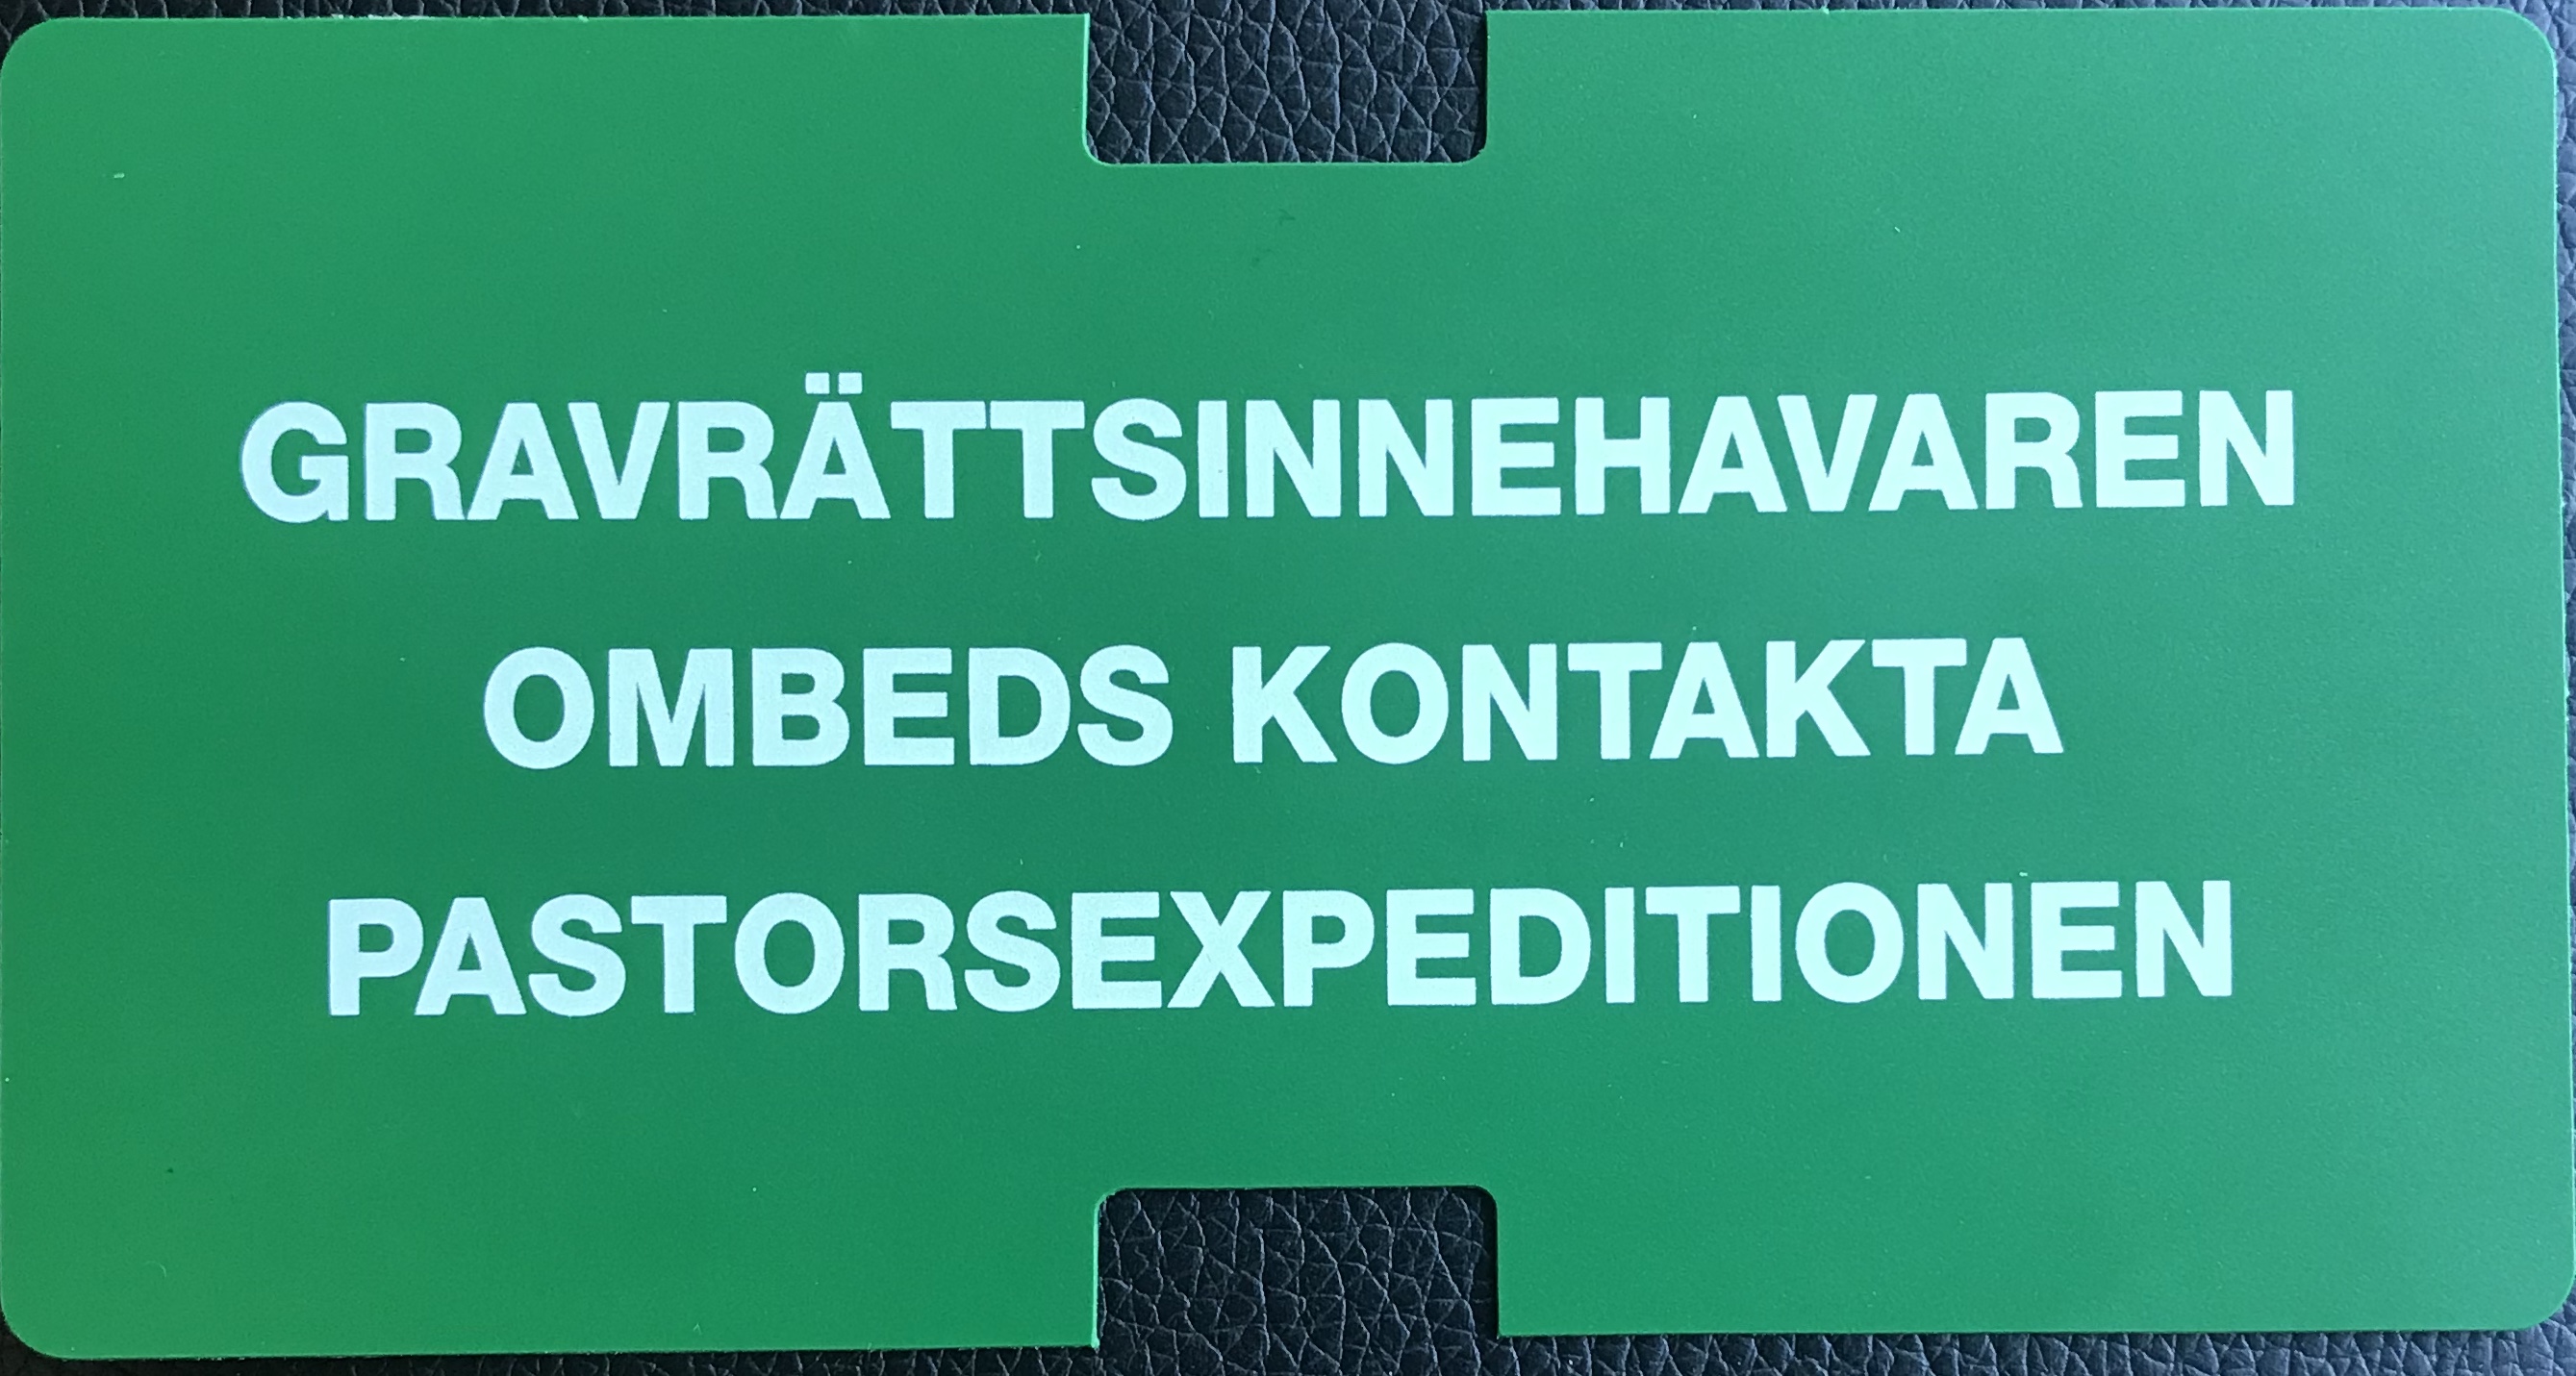 GRAVRÄTTSINNEHAVAREN
OMBEDS KONTAKTA
PASTORSEXPEDITIONEN